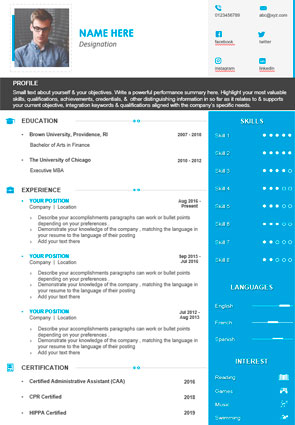 NAME HERE
Designation
0123456789
abc@xyz.com
facebook
twitter
instagram
linkedin
PROFILE
Small text about yourself & your objectives. Write a powerful performance summary here. Highlight your most valuable
skills, qualifications, achievements, credentials, & other distinguishing information in so far as it relates to & supports
your current objective, integration keywords & qualifications aligned with the company's specific needs.
EDUCATION
Brown University, Providence, RI
2007 - 2010
Bachelor of Arts in Finance
The University of Chicago
2010 - 2012
Executive MBA
EXPERIENCE
YOUR POSITION
Aug 2016 -
Company | Location
Describe your accomplishments paragraphs can work or bullet points
depending on your preferences
Demonstrate your knowledge of the company , matching the language in
your resume to the language of their posting
Add your text there
YOUR POSITION
Sep 2013 -
Jul 2016
Company | Location
Describe your accomplishments paragraphs can work or bullet points
depending on your preferences
Demonstrate your knowledge of the company , matching the language in
your resume to the language of their posting
Add your text there
YOUR POSITION
Jul 2012 -
Aug 2013
Company | Location
Describe your accomplishments paragraphs can work or bullet points
depending on your preferences
Demonstrate your knowledge of the company , matching the language in
your resume to the language of their posting
Add your text there
CERTIFICATION
Certified Administrative Assistant (CAA)
2016
CPR Certified
2018
HIPPA Certified
2019
SKILLS
Skill 1
Skill 2
Skill 3
Skill 4
Skill 5
Skill 6
Skill 7
Skill 8
LANGUAGES
English
French
Spanish
INTEREST
Reading
Games
Music
Swimming